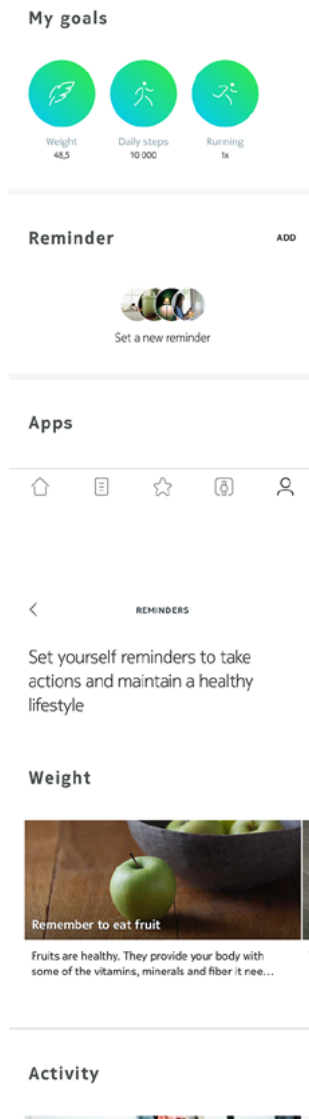 My goals
Weight Daily steps Running
48,5 10 000 1x
Reminder ADD
Set a new reminder
Apps
REMINDERS
Set yourself reminders to take
actions and maintain a healthy
lifestyle
Weight
Remember to eat fruit
Fruits are healthy. They provide your body with
some of the vitamins, minerals and fiber it nee...
Activity